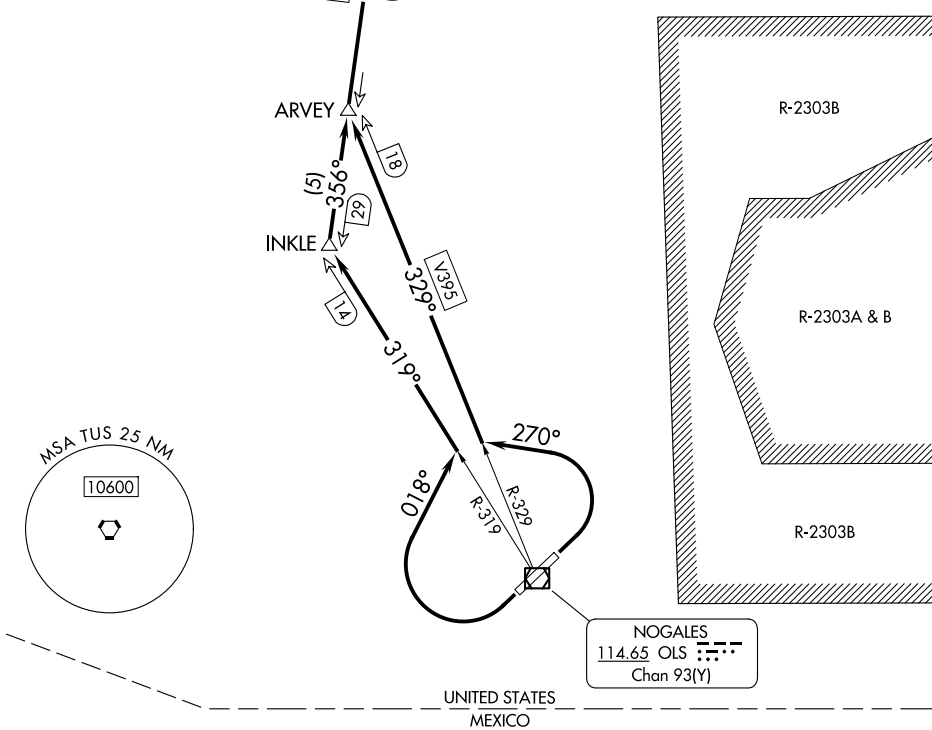 R-2303B
ARVEY
18
(5)
356°
29
INKLE
V395
329°
14
R-2303A & B
319°
MSA TUS 25 NM
270°
10600
018°
R-319
R-329
R-2303B
NOGALES
114.65 OLS
Chan 93(Y)
UNITED STATES
MEXICO